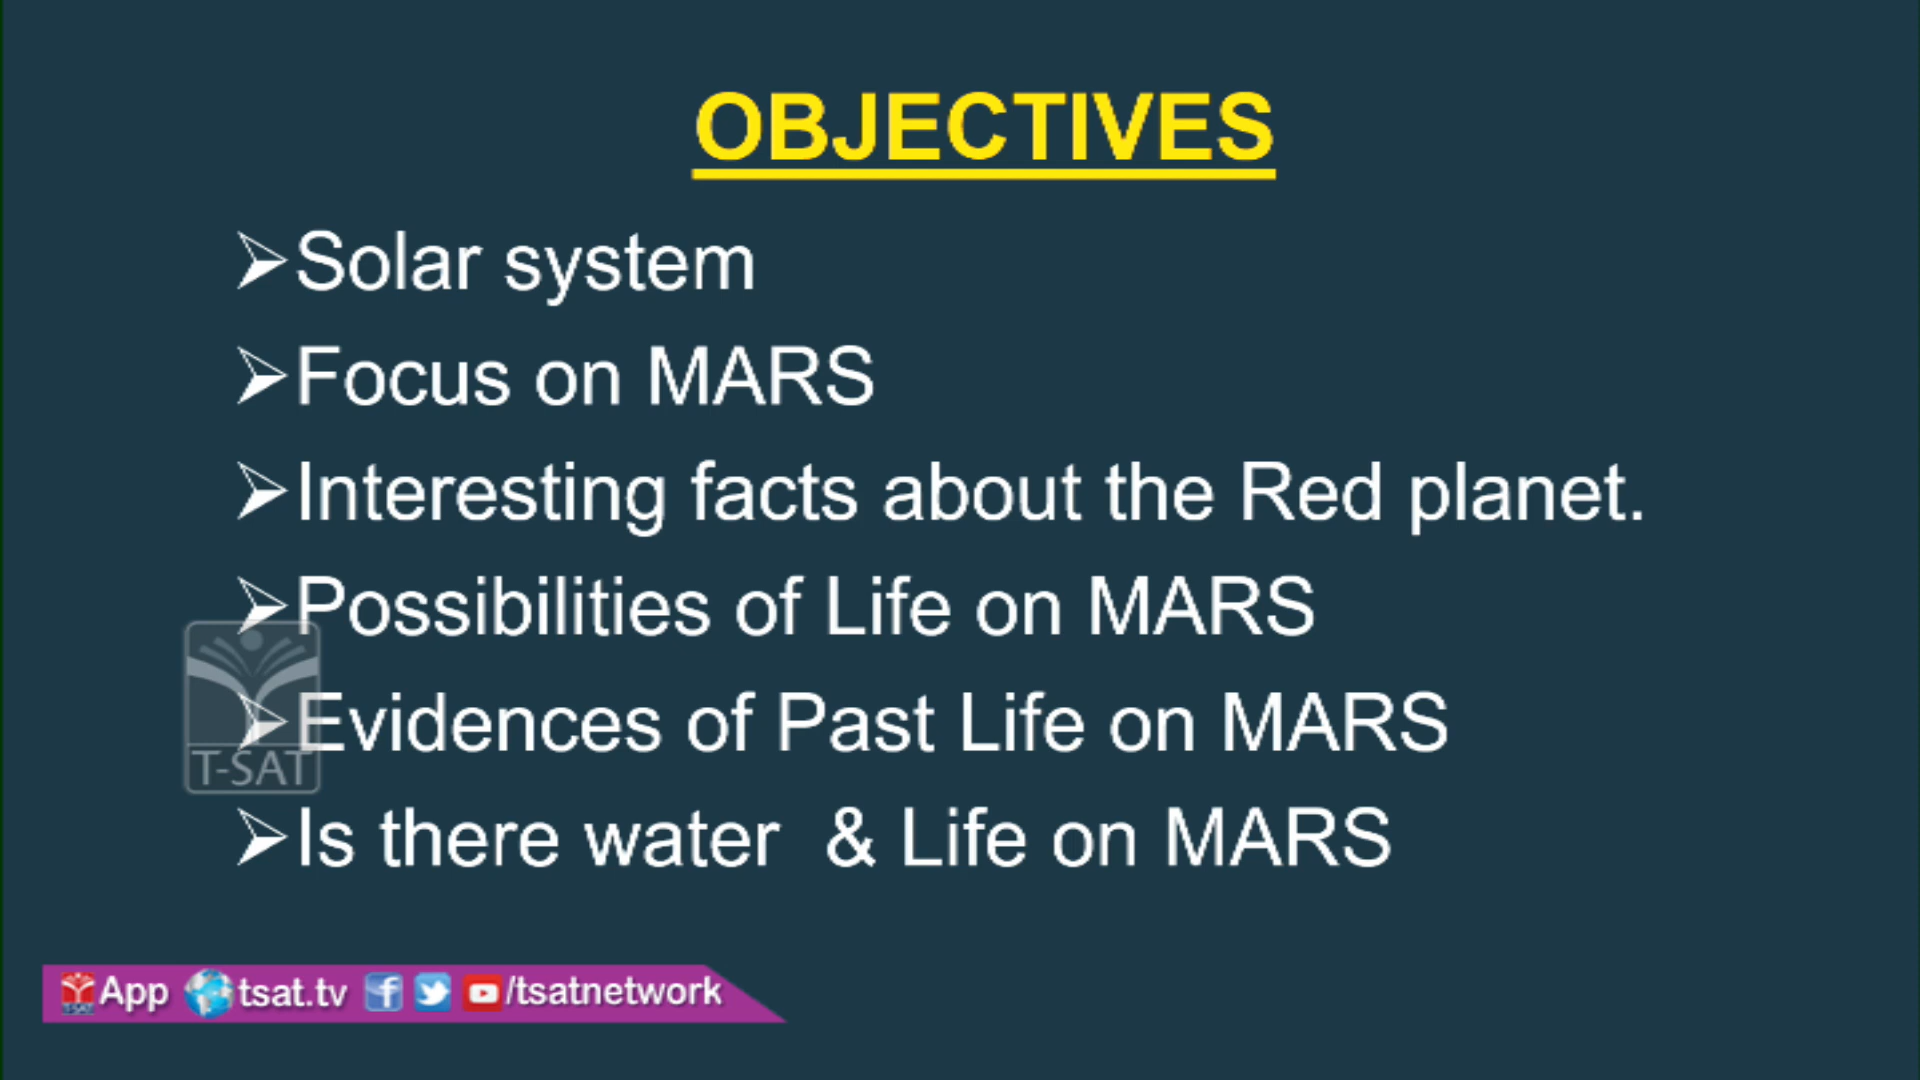 OBJECTIVES
➢Solar system
➢Focus on MARS
➢Interesting facts about the Red planet.
➢Possibilities of Life on MARS
➢Evidences of Past Life on MARS
T-SAT
➢Is there water  & Life on MARS
T-SAT App tsat.tv /tsatnetwork